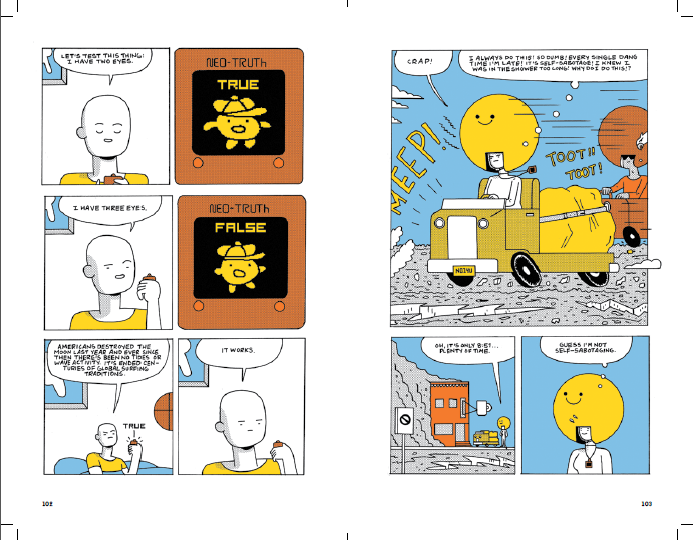 LET'S TEST THIS THING:
I HAVE TWO EYES.
NEO-TRUTh
TRUE
I HAVE THREE EYES.
NEO-TRUTh
FALSE
AMERICANS DESTROYED THE
MOON LAST YEAR AND EVER SINCE
THEN THERE'S BEEN NO TIDES OR
WAVE ACTIVITY. IT'S ENDED CEN-
TURIES OF GLOBAL SURFING
TRADITIONS.
TRUE
IT WORKS.
102
CRAP!
I ALWAYS DO THIS! SO DUMB! EVERY SINGLE DANG
TIME I'M LATE! IT'S SELF-SABOTAGE! I KNEW I
WAS IN THE SHOWER TOO LONG! WHY DO I DO THIS!?
MEEP!
TOOT!!
TOOT!
NO14U
OH, IT'S ONLY 8:15!...
PLENTY OF TIME.
GUESS I'M NOT
SELF-SABOTAGING.
103